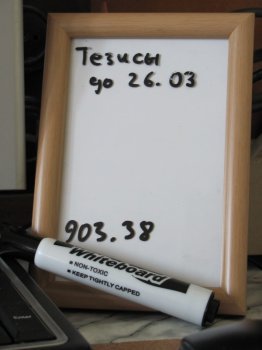 Тезисы
до 26.03
903.38
Whiteboard
● NON-TOXIC
● KEEP TIGHTLY CAPPED